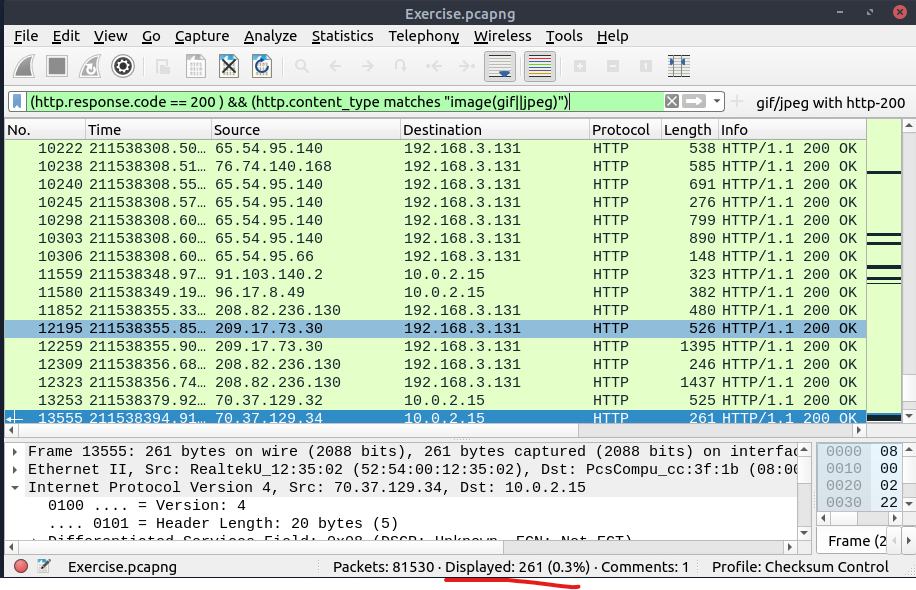 Exercise.pcapng
File Edit View Go Capture Analyze Statistics Telephony Wireless Tools Help
(http.response.code == 200 ) && (http.content_type matches "image(gif||jpeg)") gif/jpeg with http-200
No. Time Source Destination Protocol Length Info
10222 211538308.50… 65.54.95.140 192.168.3.131 HTTP 538 HTTP/1.1 200 OK
10238 211538308.51… 76.74.140.168 192.168.3.131 HTTP 585 HTTP/1.1 200 OK
10240 211538308.55… 65.54.95.140 192.168.3.131 HTTP 691 HTTP/1.1 200 OK
10245 211538308.57… 65.54.95.140 192.168.3.131 HTTP 276 HTTP/1.1 200 OK
10298 211538308.60… 65.54.95.140 192.168.3.131 HTTP 799 HTTP/1.1 200 OK
10303 211538308.60… 65.54.95.140 192.168.3.131 HTTP 890 HTTP/1.1 200 OK
10306 211538308.60… 65.54.95.66 192.168.3.131 HTTP 148 HTTP/1.1 200 OK
11559 211538348.97… 91.103.140.2 10.0.2.15 HTTP 323 HTTP/1.1 200 OK
11580 211538349.19… 96.17.8.49 10.0.2.15 HTTP 382 HTTP/1.1 200 OK
11852 211538355.33… 208.82.236.130 192.168.3.131 HTTP 480 HTTP/1.1 200 OK
12195 211538355.85… 209.17.73.30 192.168.3.131 HTTP 526 HTTP/1.1 200 OK
12259 211538355.90… 209.17.73.30 192.168.3.131 HTTP 1395 HTTP/1.1 200 OK
12309 211538356.68… 208.82.236.130 192.168.3.131 HTTP 246 HTTP/1.1 200 OK
12323 211538356.74… 208.82.236.130 192.168.3.131 HTTP 1437 HTTP/1.1 200 OK
13253 211538379.92… 70.37.129.32 10.0.2.15 HTTP 525 HTTP/1.1 200 OK
13555 211538394.91… 70.37.129.34 10.0.2.15 HTTP 261 HTTP/1.1 200 OK
Frame 13555: 261 bytes on wire (2088 bits), 261 bytes captured (2088 bits) on interfac
Ethernet II, Src: RealtekU_12:35:02 (52:54:00:12:35:02), Dst: PcsCompu_cc:3f:1b (08:00
Internet Protocol Version 4, Src: 70.37.129.34, Dst: 10.0.2.15
0100 .... = Version: 4
.... 0101 = Header Length: 20 bytes (5)
Differentiated Services Field: 0x08 (DSCP: Unknown, ECN: Not-ECT)
0000 08
0010 00
0020 02
0030 22
Frame (2
Exercise.pcapng Packets: 81530 · Displayed: 261 (0.3%) · Comments: 1 Profile: Checksum Control